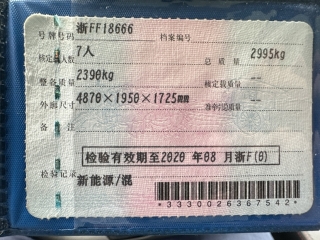 号牌号码 浙FF18666 档案编号
核定载人数 7人 总质量 2995kg
整备质量 2390kg 核定载质量 --
外廓尺寸 4870×1950×1725mm 准牵引总质量 --
备注
检验有效期至2020 年08 月浙F(0)
检验记录
新能源/混
*3330026367542*